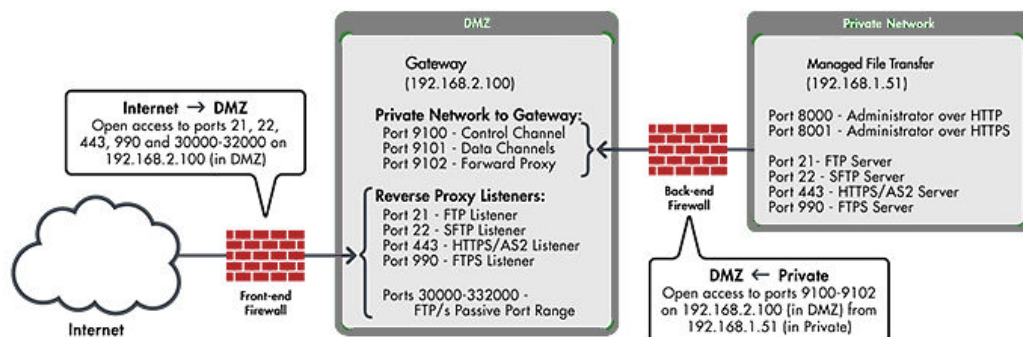 DMZ
Gateway
(192.168.2.100)
Private Network to Gateway:
Port 9100 - Control Channel
Port 9101 - Data Channels
Port 9102 - Forward Proxy
Reverse Proxy Listeners:
Port 21 - FTP Listener
Port 22 - SFTP Listener
Port 443 - HTTPS/AS2 Listener
Port 990 - FTPS Listener
Ports 30000-332000 -
FTP/s Passive Port Range
Private Network
Managed File Transfer
(192.168.1.51)
Port 8000 - Administrator over HTTP
Port 8001 - Administrator over HTTPS
Port 21- FTP Server
Port 22 - SFTP Server
Port 443 - HTTPS/AS2 Server
Port 990 - FTPS Server
Internet → DMZ
Open access to ports 21, 22,
443, 990 and 30000-32000 on
192.168.2.100 (in DMZ)
Internet
Front-end
Firewall
Back-end
Firewall
DMZ ← Private
Open access to ports 9100-9102
on 192.168.2.100 (in DMZ) from
192.168.1.51 (in Private)